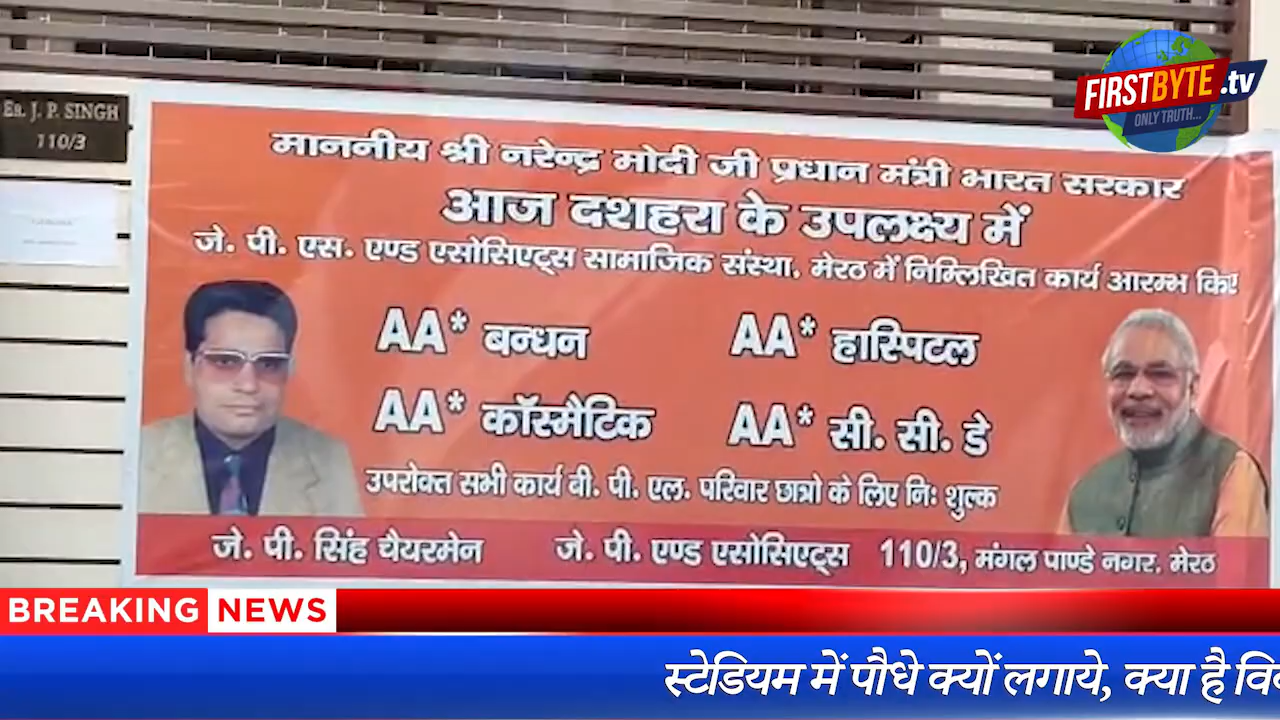 FIRSTBYTE.tv
ONLY TRUTH...
ER. J. P. SINGH
110/3
माननीय श्री नरेन्द्र मोदी जी प्रधान मंत्री भारत सरकार
आज दशहरा के उपलक्ष्य में
जे. पी. एस. एण्ड एसोसिएट्स सामाजिक संस्था, मेरठ में निम्लिखित कार्य आरम्भ किए
AA* बन्धन AA* हास्पिटल
AA* कॉस्मैटिक AA* सी. सी. डे
उपरोक्त सभी कार्य वी. पी. एल. परिवार छात्रो के लिए निः शुल्क
जे. पी. सिंह चैयरमेन जे. पी. एण्ड एसोसिएट्स 110/3, मंगल पाण्डे नगर, मेरठ
BREAKING NEWS
स्टेडियम में पौधे क्यों लगाये, क्या है